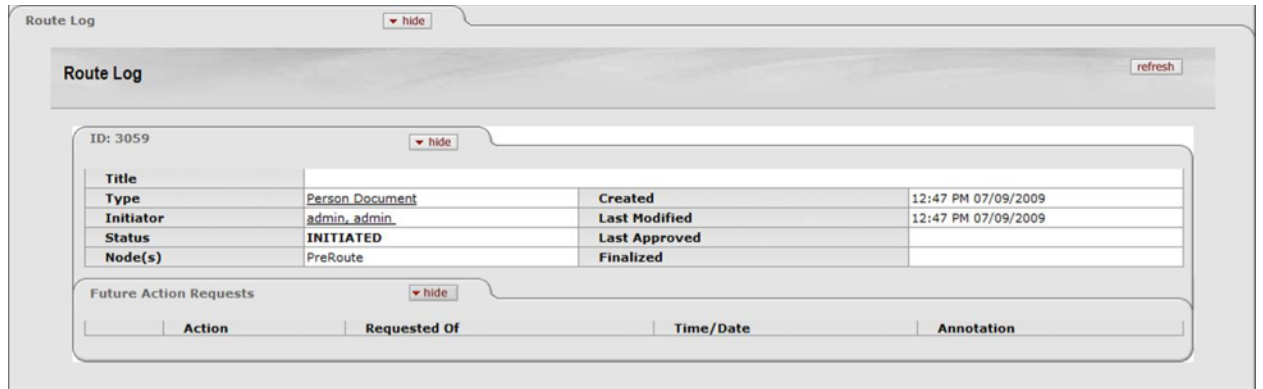 Route Log hide
Route Log refresh
ID: 3059 hide
Title
Type Person Document Created 12:47 PM 07/09/2009
Initiator admin, admin Last Modified 12:47 PM 07/09/2009
Status INITIATED Last Approved
Node(s) PreRoute Finalized
Future Action Requests hide
Action Requested Of Time/Date Annotation